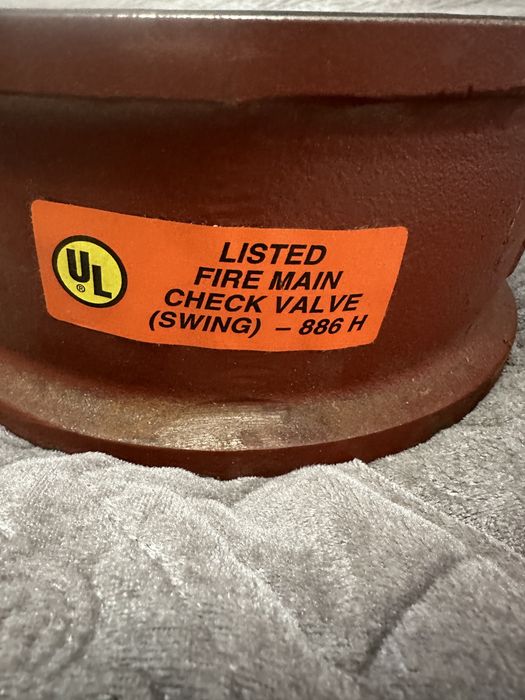 UL
®
LISTED
FIRE MAIN
CHECK VALVE
(SWING) – 886 H